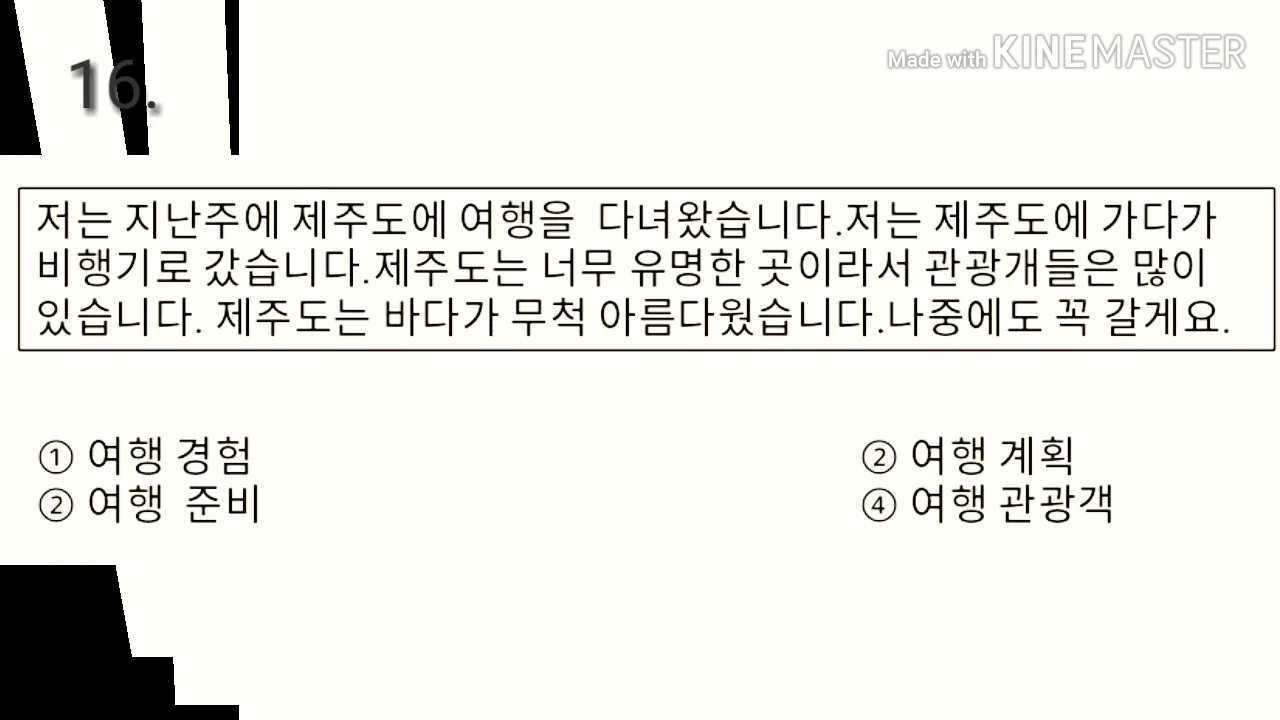 16.
Made with KINEMASTER
저는 지난주에 제주도에 여행을 다녀왔습니다.저는 제주도에 가다가
비행기로 갔습니다.제주도는 너무 유명한 곳이라서 관광개들은 많이
있습니다. 제주도는 바다가 무척 아름다웠습니다.나중에도 꼭 갈게요.
① 여행 경험 ② 여행 계획
② 여행 준비 ④ 여행 관광객